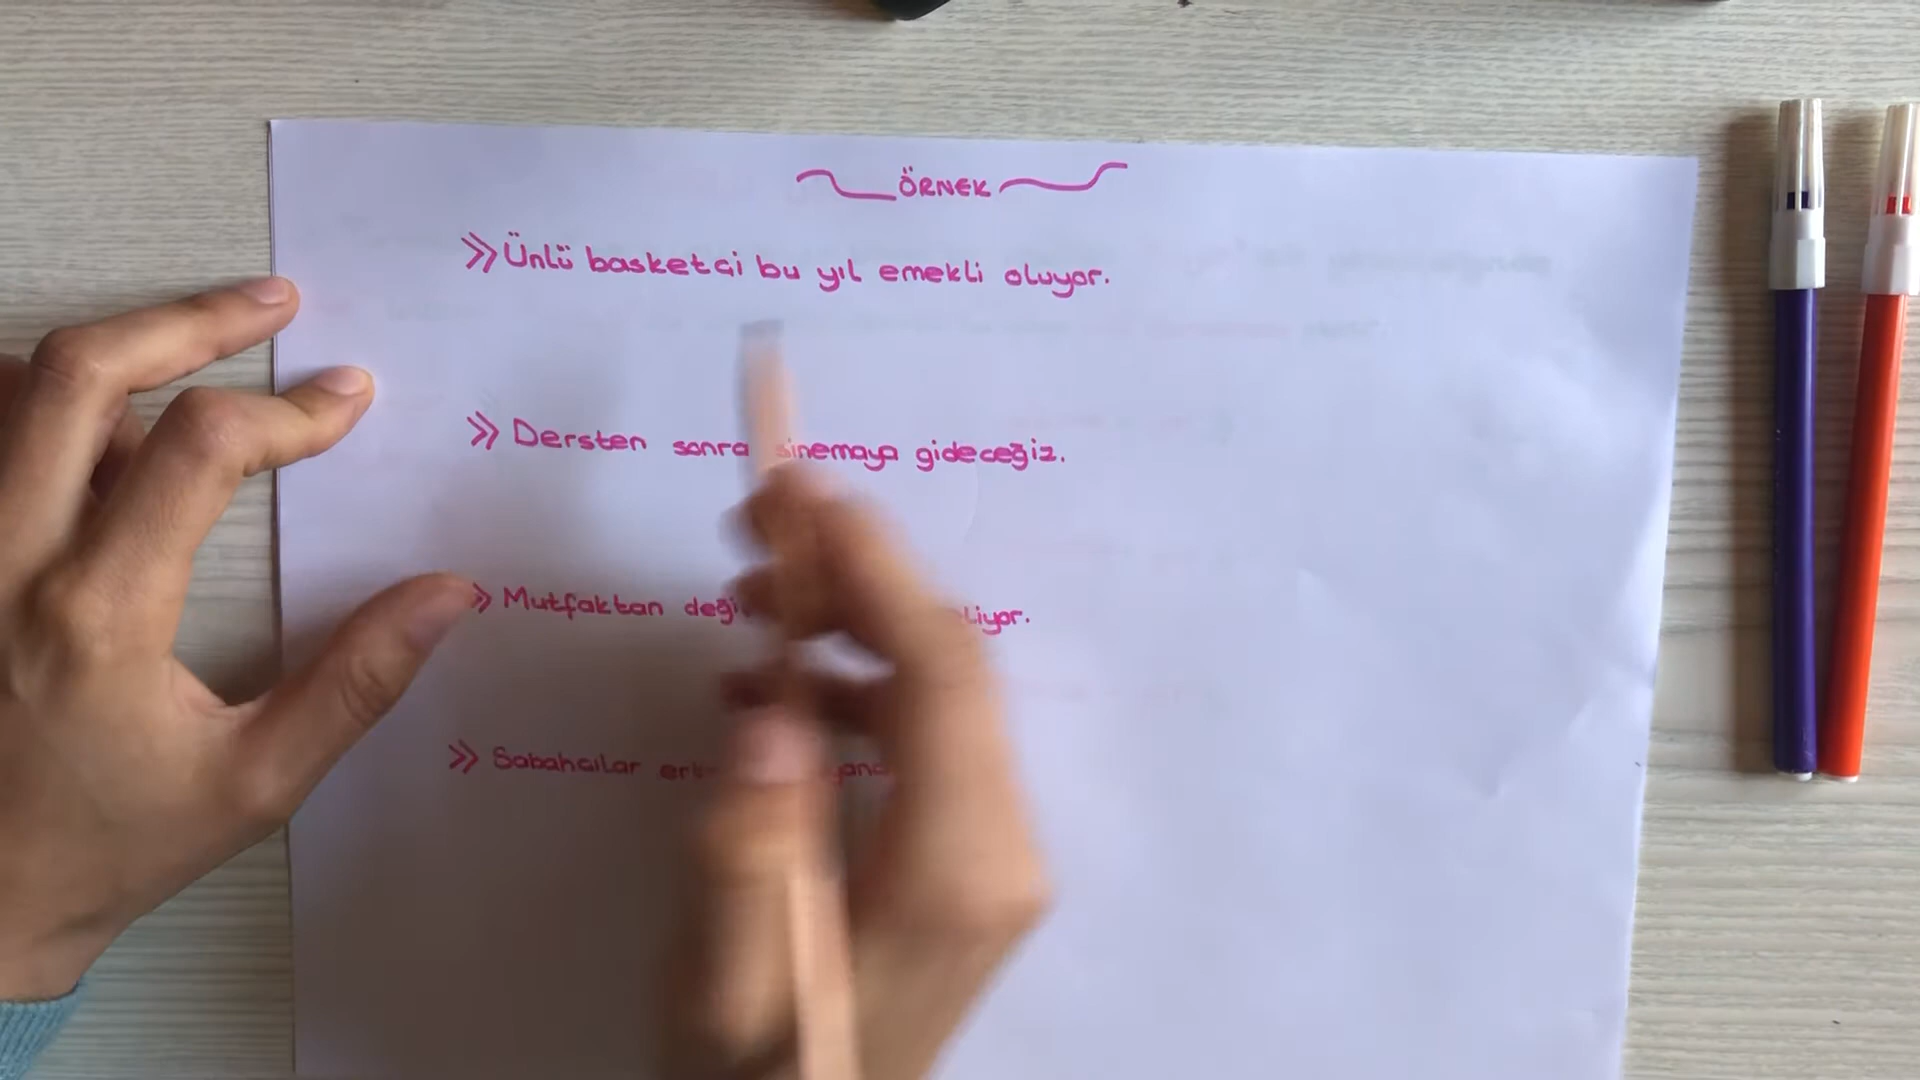 ÖRNEK
» Ünlü basketçi bu yıl emekli oluyor.
» Dersten sonra sinemaya gideceğiz.
» Mutfaktan
» Sabahcılar